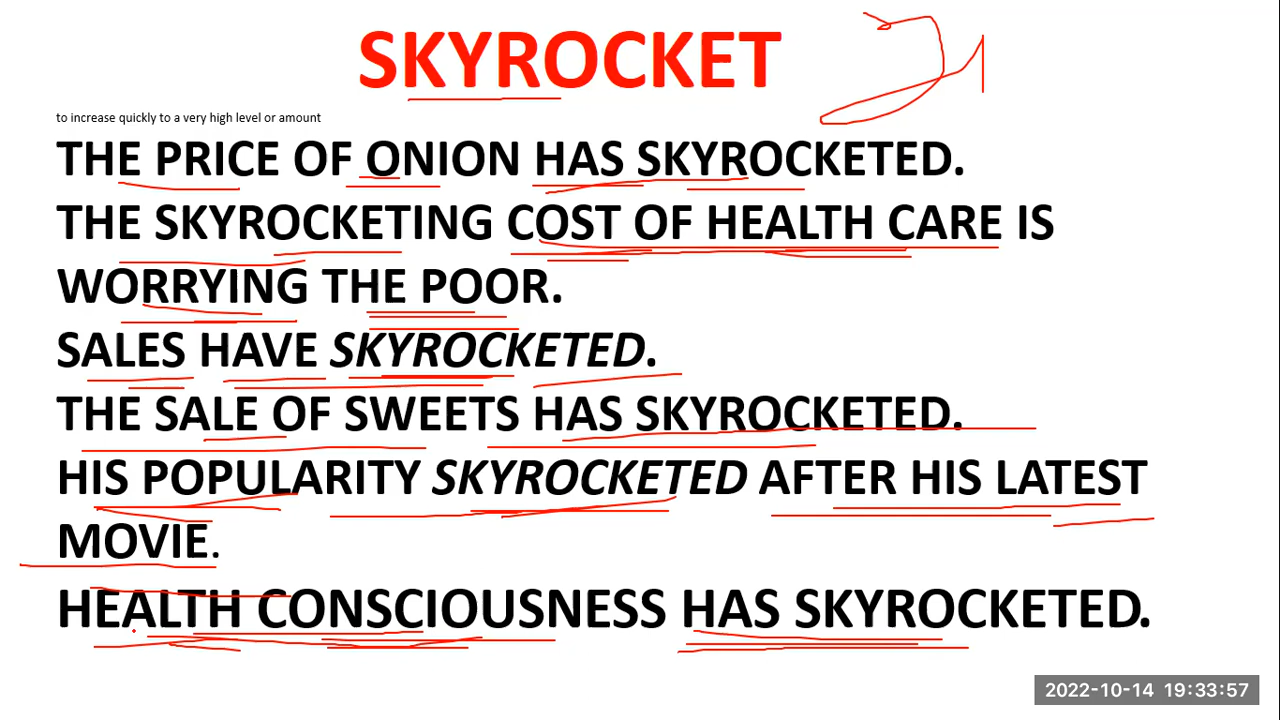 SKYROCKET
to increase quickly to a very high level or amount
THE PRICE OF ONION HAS SKYROCKETED.
THE SKYROCKETING COST OF HEALTH CARE IS
WORRYING THE POOR.
SALES HAVE SKYROCKETED.
THE SALE OF SWEETS HAS SKYROCKETED.
HIS POPULARITY SKYROCKETED AFTER HIS LATEST
MOVIE.
HEALTH CONSCIOUSNESS HAS SKYROCKETED.
2022-10-14 19:33:57